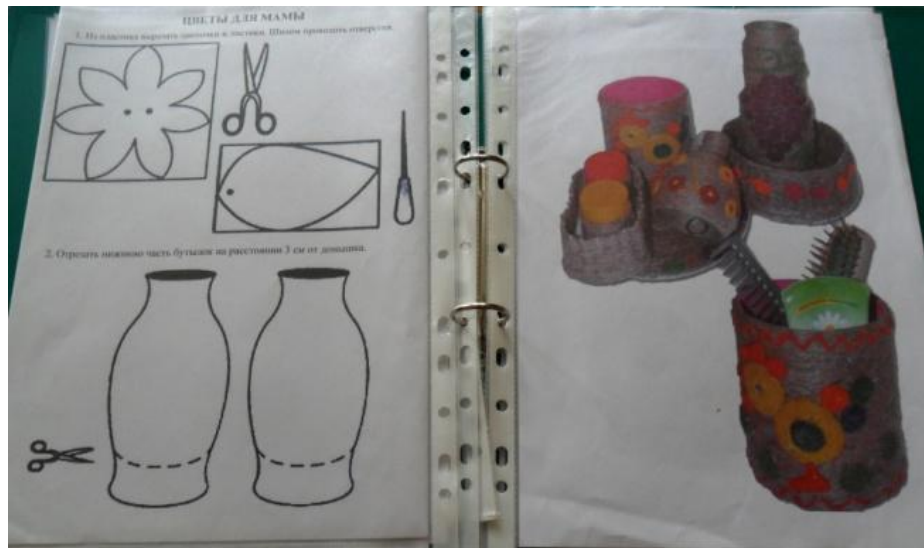 ЦВЕТЫ ДЛЯ МАМЫ
1. Из пластика вырезать цветочки и листики. Шилом проколоть отверстия.
2. Отрезать нижнюю часть бутылок на расстоянии 3 см от донышка.